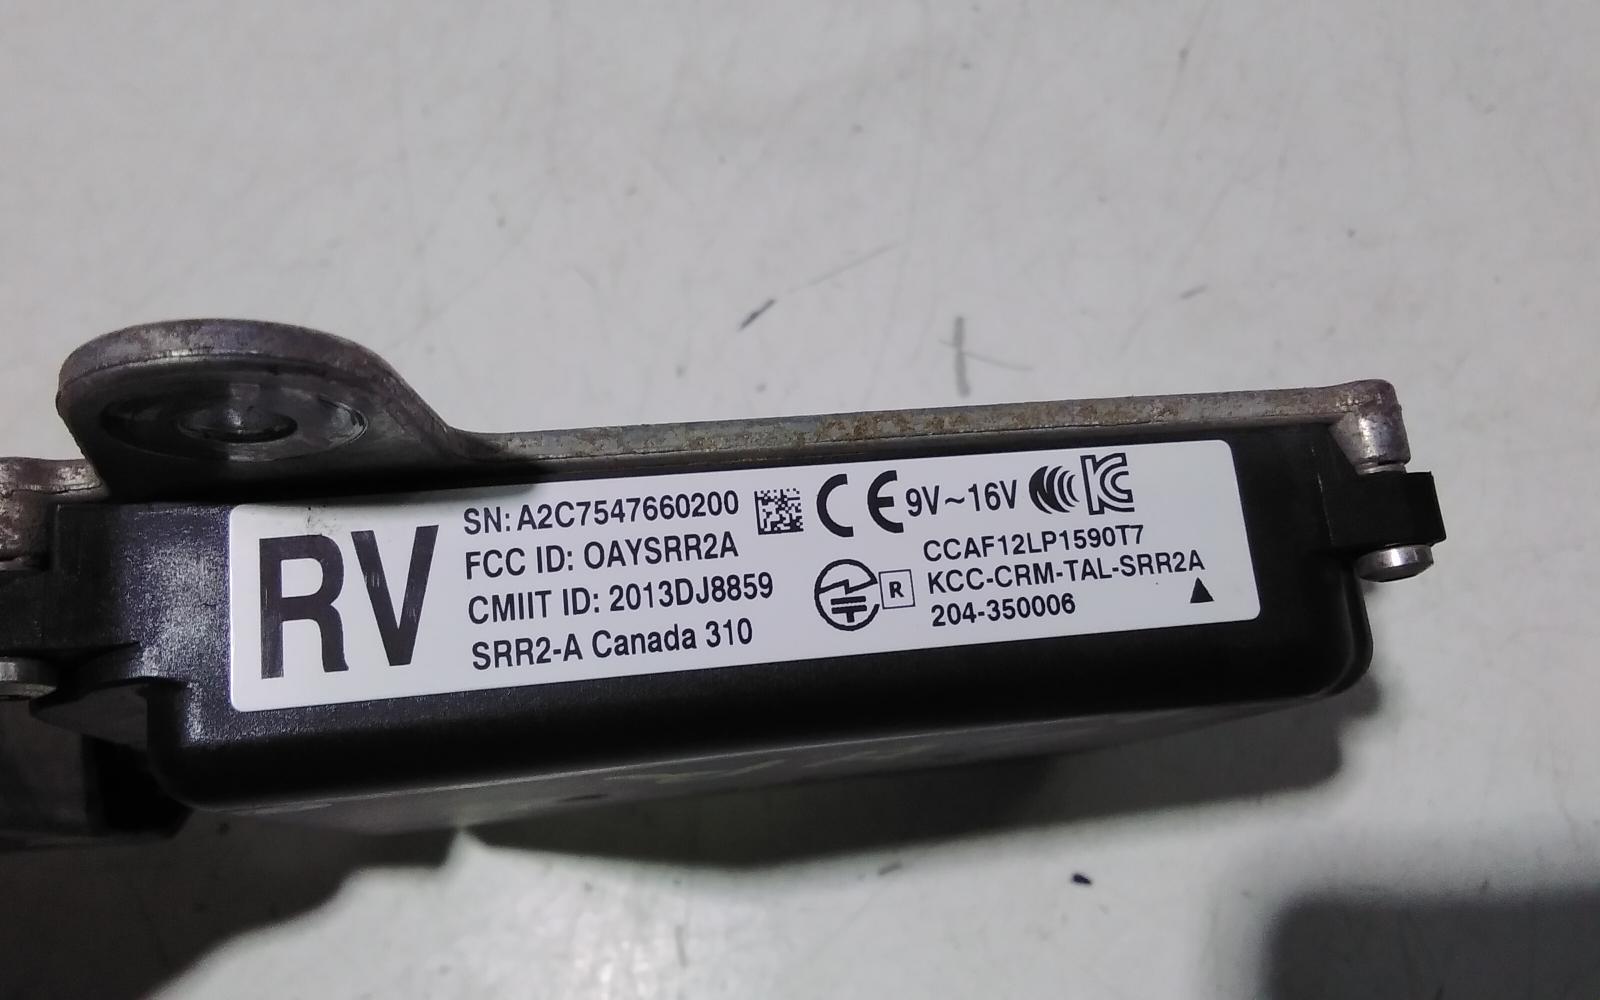 RV
SN: A2C7547660200
FCC ID: OAYSRR2A
CMIIT ID: 2013DJ8859
SRR2-A Canada 310
CE 9V~16V
R
CCAF12LP1590T7
KCC-CRM-TAL-SRR2A
204-350006